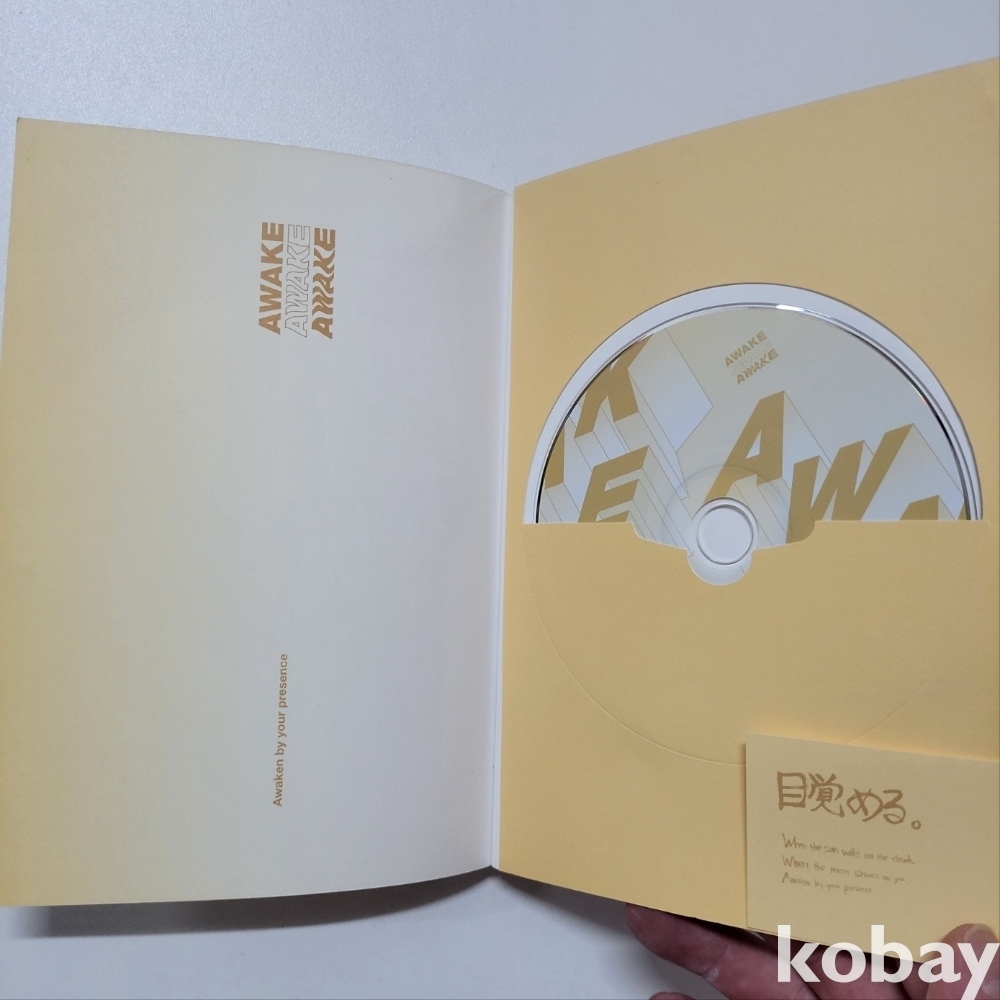 AWAKE
AWAKE
AWAKE
Awaken by your presence
AWAKE
AWAKE
K
E
AWA
目覚める。
When the sun walks on the clouds
When the moon shines on you
Awaken by your presence
kobay